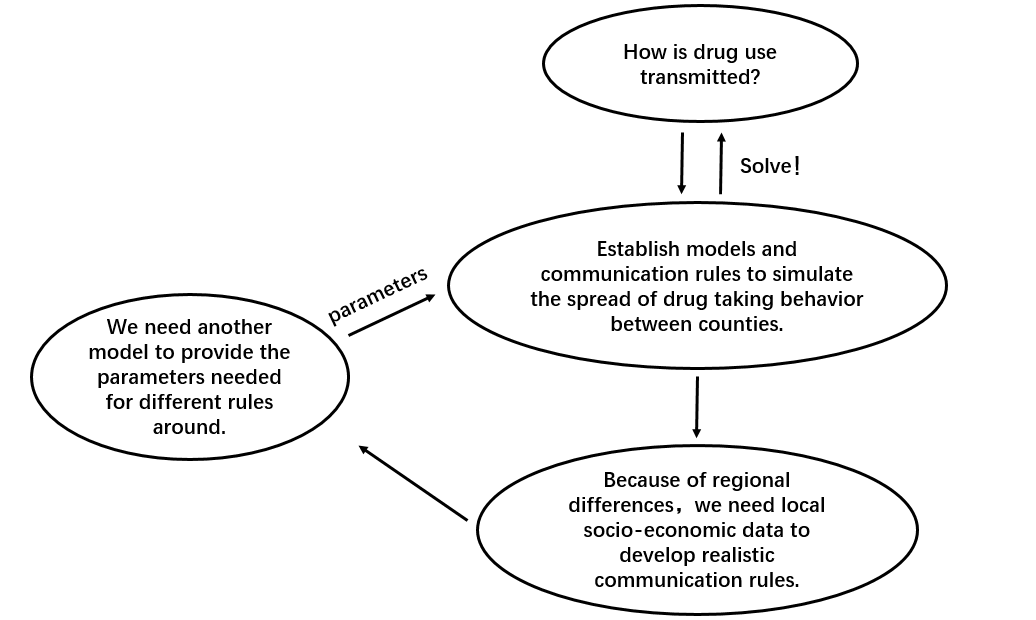 How is drug use
transmitted?
Solve!
Establish models and
communication rules to simulate
the spread of drug taking behavior
between counties.
parameters
We need another
model to provide the
parameters needed
for different rules
around.
Because of regional
differences，we need local
socio-economic data to
develop realistic
communication rules.